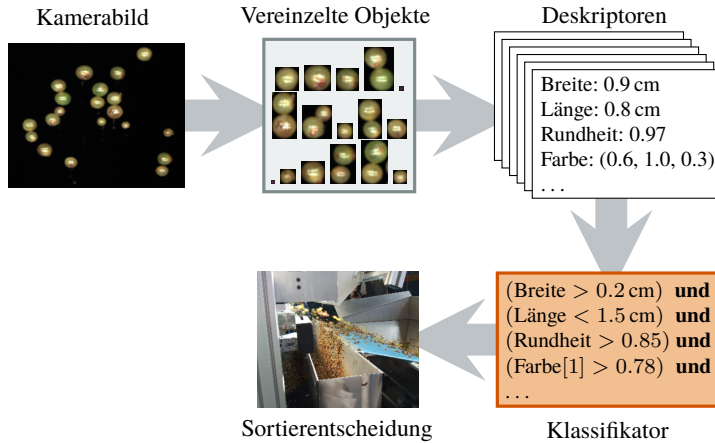 Kamerabild
Vereinzelte Objekte
Deskriptoren
Breite: 0.9 cm
Länge: 0.8 cm
Rundheit: 0.97
Farbe: (0.6, 1.0, 0.3)
. . .
(Breite > 0.2 cm) und
(Länge < 1.5 cm) und
(Rundheit > 0.85) und
(Farbe[1] > 0.78) und
. . .
Sortierentscheidung
Klassifikator